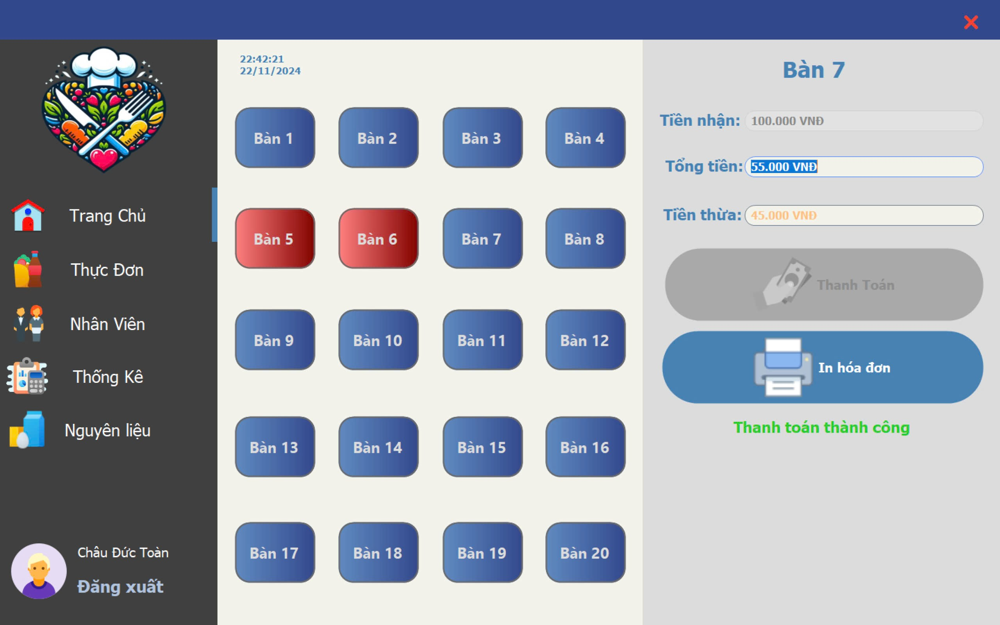 22:42:21
22/11/2024
Trang Chủ
Thực Đơn
Nhân Viên
Thống Kê
Nguyên liệu
Châu Đức Toàn
Đăng xuất
Bàn 1 Bàn 2 Bàn 3 Bàn 4
Bàn 5 Bàn 6 Bàn 7 Bàn 8
Bàn 9 Bàn 10 Bàn 11 Bàn 12
Bàn 13 Bàn 14 Bàn 15 Bàn 16
Bàn 17 Bàn 18 Bàn 19 Bàn 20
Bàn 7
Tiền nhận: 100.000 VNĐ
Tổng tiền: 55.000 VNĐ
Tiền thừa: 45.000 VNĐ
Thanh Toán
In hóa đơn
Thanh toán thành công